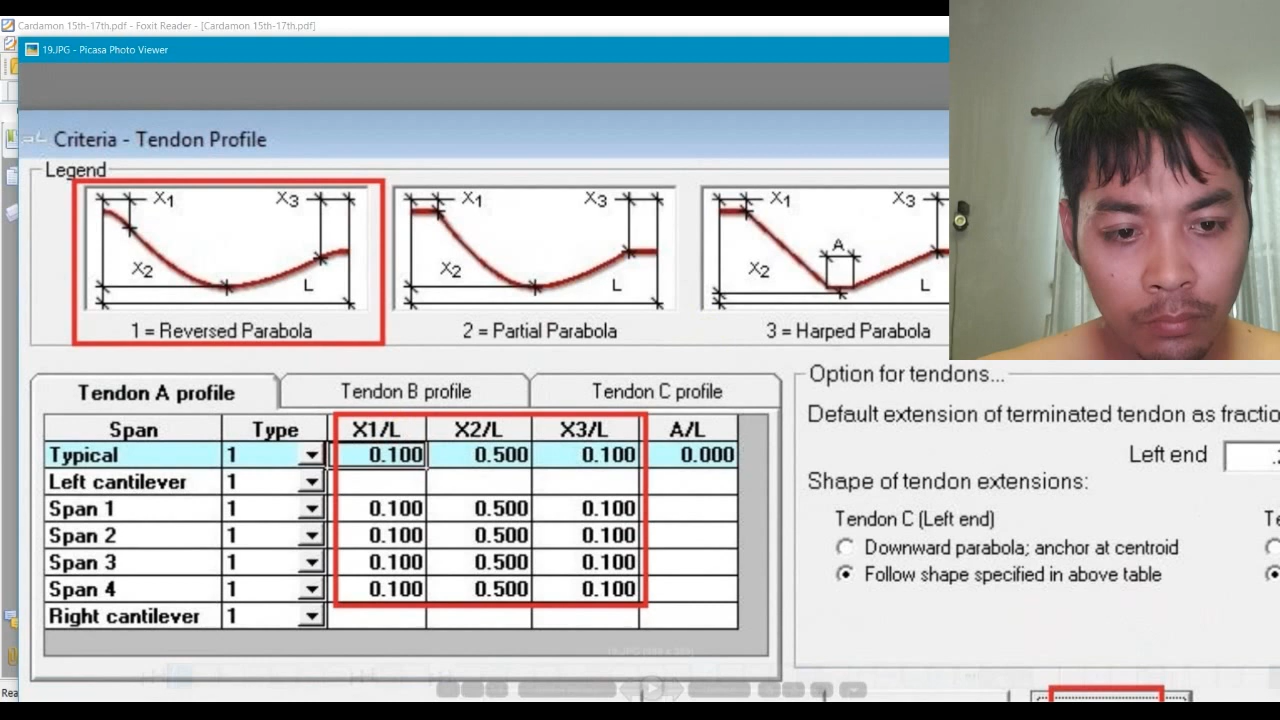 Cardamon 15th-17th.pdf - Foxit Reader - [Cardamon 15th-17th.pdf]
19.JPG - Picasa Photo Viewer
Criteria - Tendon Profile
Legend
X1 X3 X2 L
X1 X3 X2 L
X1 X3 A X2 L
1 = Reversed Parabola 2 = Partial Parabola 3 = Harped Parabola
Tendon A profile Tendon B profile Tendon C profile
Span Type X1/L X2/L X3/L A/L
Typical 1 0.100 0.500 0.100 0.000
Left cantilever 1
Span 1 1 0.100 0.500 0.100
Span 2 1 0.100 0.500 0.100
Span 3 1 0.100 0.500 0.100
Span 4 1 0.100 0.500 0.100
Right cantilever 1
Option for tendons...
Default extension of terminated tendon as fractio
Left end
Shape of tendon extensions:
Tendon C (Left end)
Downward parabola; anchor at centroid
Follow shape specified in above table
Rea